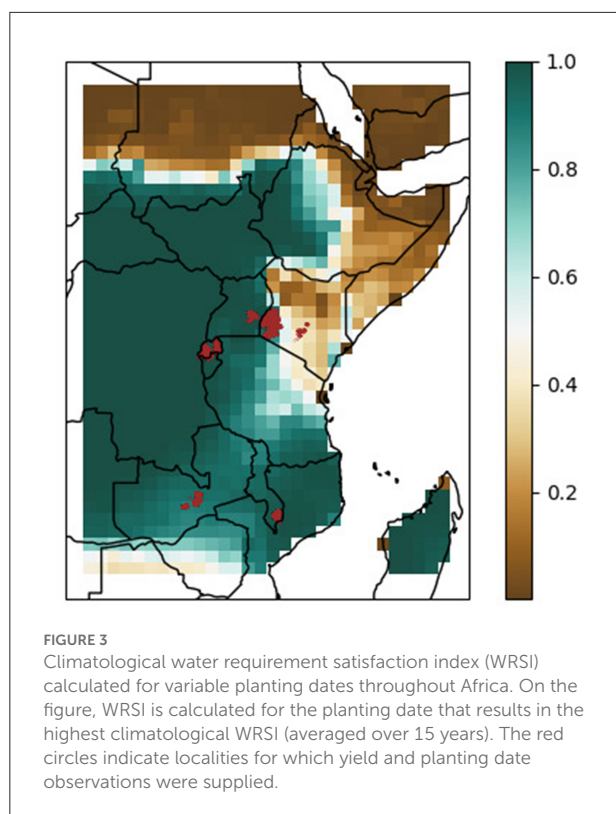 1.0
0.8
0.6
0.4
0.2
FIGURE 3
Climatological water requirement satisfaction index (WRSI)
calculated for variable planting dates throughout Africa. On the
figure, WRSI is calculated for the planting date that results in the
highest climatological WRSI (averaged over 15 years). The red
circles indicate localities for which yield and planting date
observations were supplied.